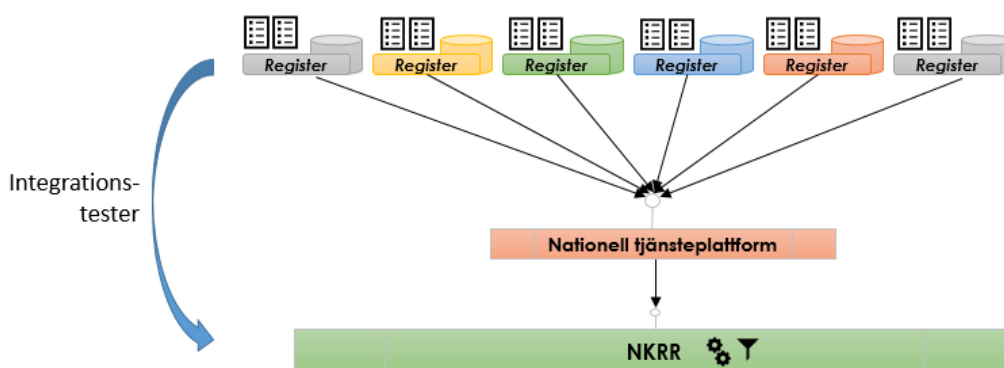 Register
Register
Register
Register
Register
Register
Integrations-
tester
Nationell tjänsteplattform
NKRR